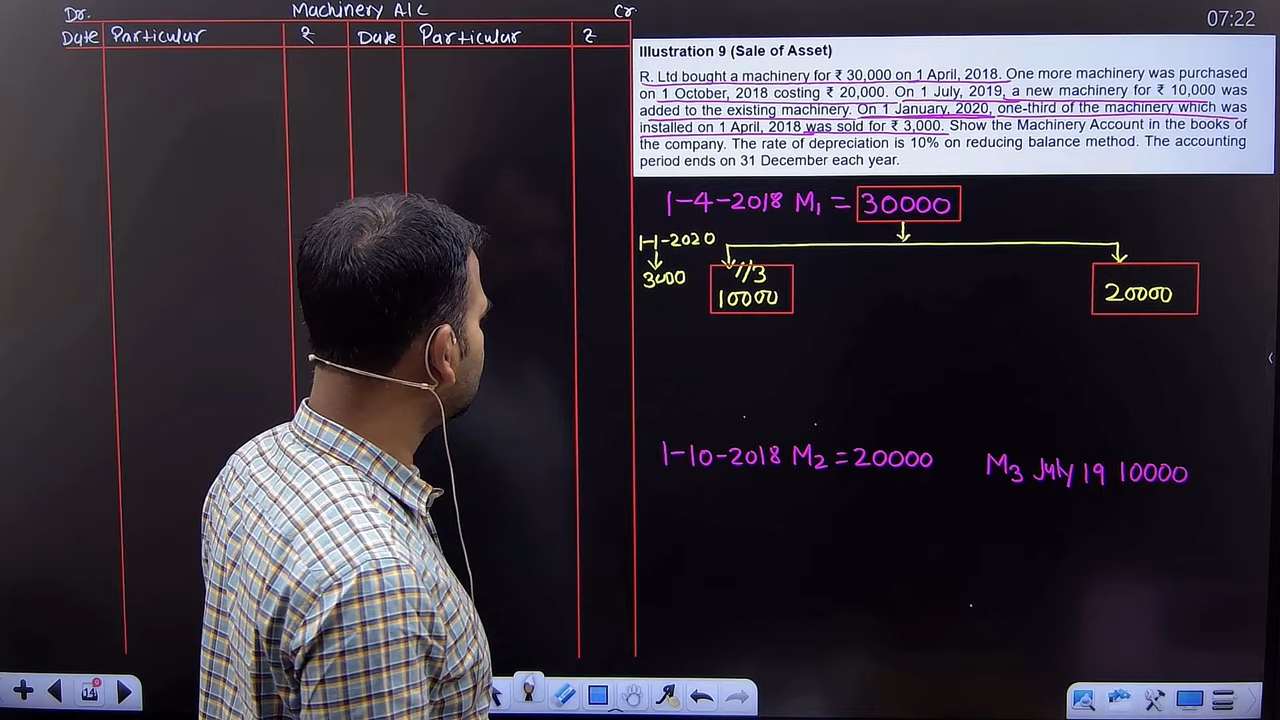 Dr. Machinery A/c Cr.
Date Particular ₹ Date Particular ₹
07:22
Illustration 9 (Sale of Asset)
R. Ltd bought a machinery for ₹ 30,000 on 1 April, 2018. One more machinery was purchased
on 1 October, 2018 costing ₹ 20,000. On 1 July, 2019, a new machinery for ₹ 10,000 was
added to the existing machinery. On 1 January, 2020, one-third of the machinery which was
installed on 1 April, 2018 was sold for ₹ 3,000. Show the Machinery Account in the books of
the company. The rate of depreciation is 10% on reducing balance method. The accounting
period ends on 31 December each year.
1-4-2018 M₁ = 30000
1-1-2020
3000
1/3
10000
20000
1-10-2018 M₂ = 20000
M₃ July 19 10000
14